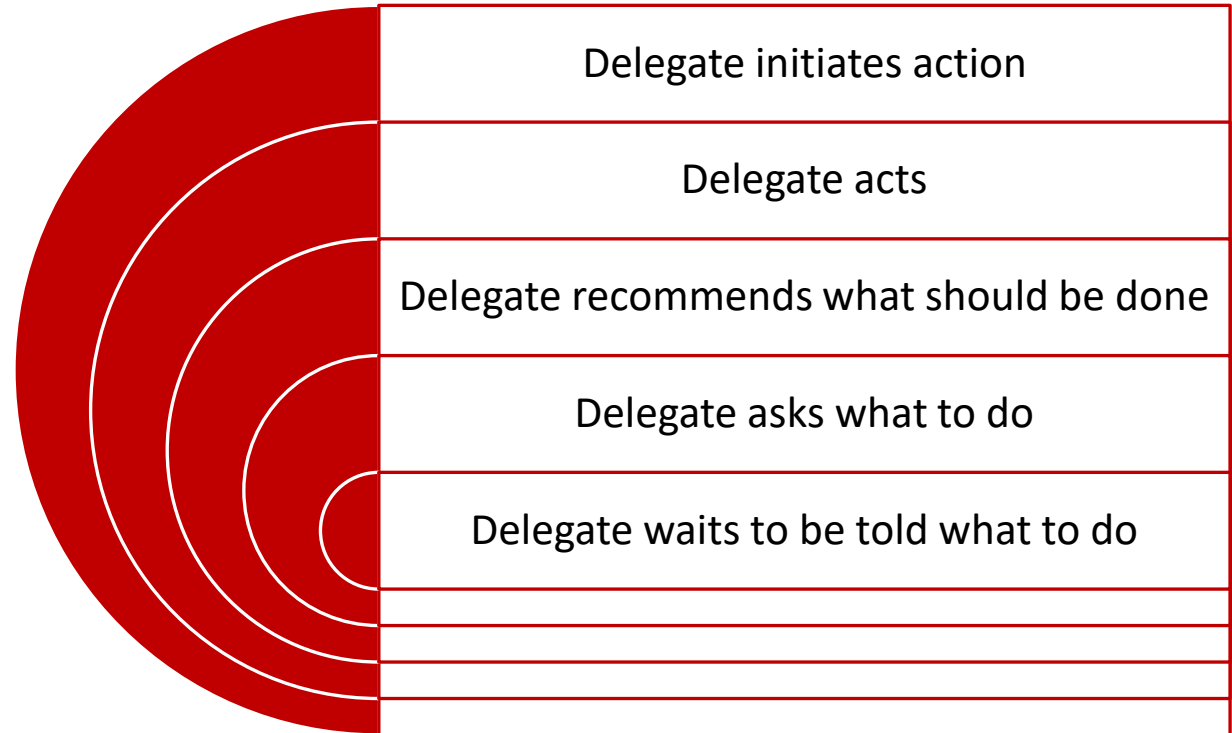 Delegate initiates action
Delegate acts
Delegate recommends what should be done
Delegate asks what to do
Delegate waits to be told what to do